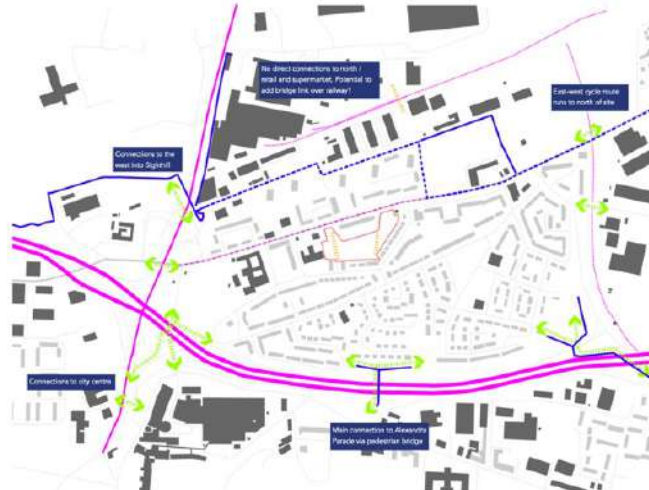 No direct connections to north /
retail and supermarket. Potential to
add bridge link over railway?
East-west cycle route
runs to north of site
Connections to the
west into Sighthill
Connections to city centre
Main connection to Alexandra
Parade via pedestrian bridge